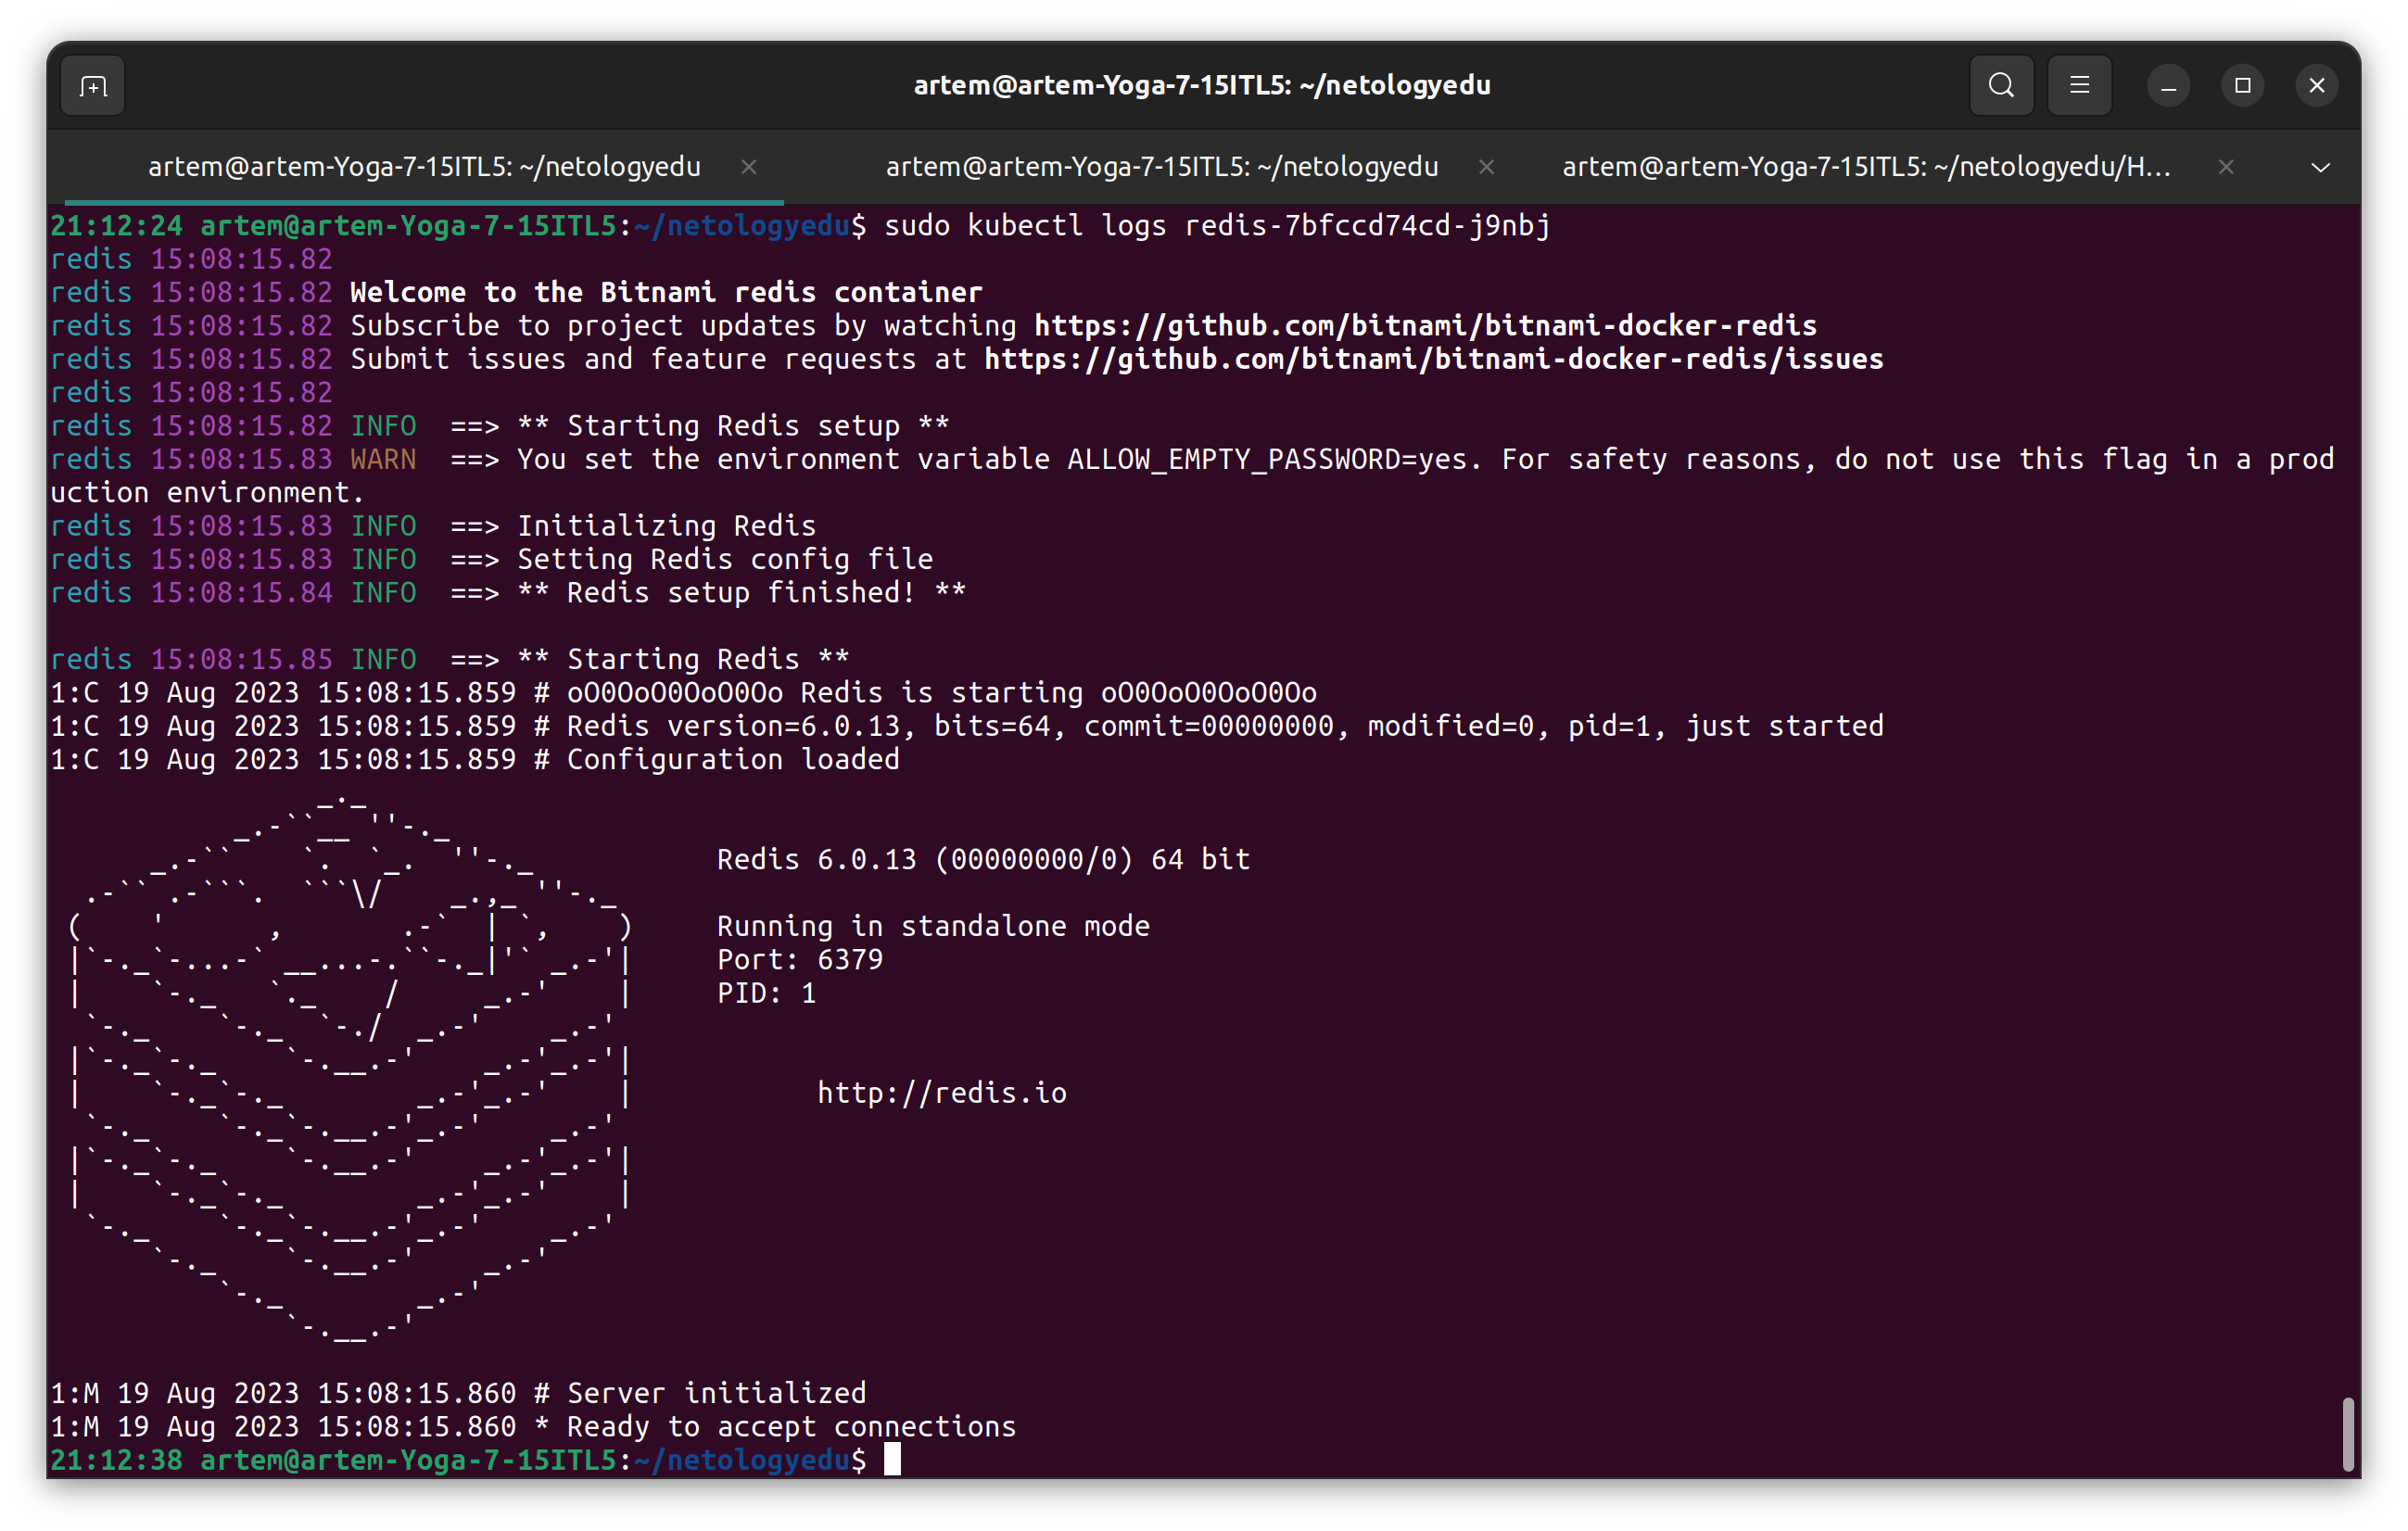 artem@artem-Yoga-7-15ITL5: ~/netologyedu
artem@artem-Yoga-7-15ITL5: ~/netologyedu
artem@artem-Yoga-7-15ITL5: ~/netologyedu
artem@artem-Yoga-7-15ITL5: ~/netologyedu/H…
21:12:24 artem@artem-Yoga-7-15ITL5:~/netologyedu$ sudo kubectl logs redis-7bfccd74cd-j9nbj
redis 15:08:15.82
redis 15:08:15.82 Welcome to the Bitnami redis container
redis 15:08:15.82 Subscribe to project updates by watching https://github.com/bitnami/bitnami-docker-redis
redis 15:08:15.82 Submit issues and feature requests at https://github.com/bitnami/bitnami-docker-redis/issues
redis 15:08:15.82
redis 15:08:15.82 INFO  ==> ** Starting Redis setup **
redis 15:08:15.83 WARN  ==> You set the environment variable ALLOW_EMPTY_PASSWORD=yes. For safety reasons, do not use this flag in a prod
uction environment.
redis 15:08:15.83 INFO  ==> Initializing Redis
redis 15:08:15.83 INFO  ==> Setting Redis config file
redis 15:08:15.84 INFO  ==> ** Redis setup finished! **
redis 15:08:15.85 INFO  ==> ** Starting Redis **
1:C 19 Aug 2023 15:08:15.859 # oO0OoO0OoO0Oo Redis is starting oO0OoO0OoO0Oo
1:C 19 Aug 2023 15:08:15.859 # Redis version=6.0.13, bits=64, commit=00000000, modified=0, pid=1, just started
1:C 19 Aug 2023 15:08:15.859 # Configuration loaded
Redis 6.0.13 (00000000/0) 64 bit
Running in standalone mode
Port: 6379
PID: 1
http://redis.io
1:M 19 Aug 2023 15:08:15.860 # Server initialized
1:M 19 Aug 2023 15:08:15.860 * Ready to accept connections
21:12:38 artem@artem-Yoga-7-15ITL5:~/netologyedu$